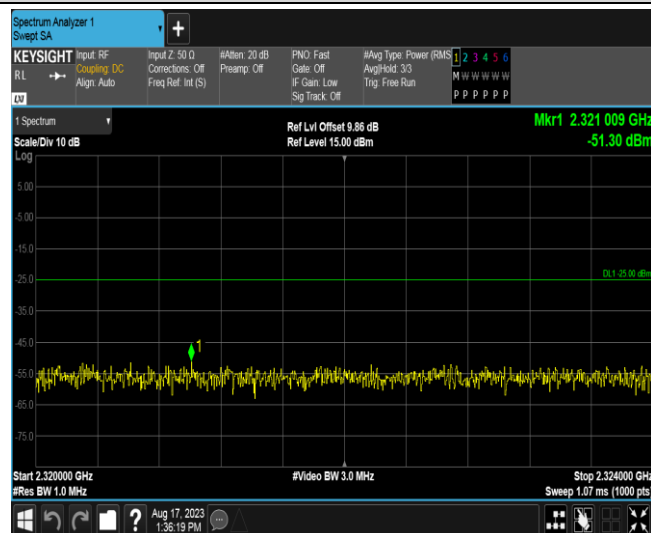 Spectrum Analyzer 1
Swept SA
+
KEYSIGHT
RL
LXI
Input: RF
Coupling: DC
Align: Auto
Input Z: 50 Ω
Corrections: Off
Freq Ref: Int (S)
#Atten: 20 dB
Preamp: Off
PNO: Fast
Gate: Off
IF Gain: Low
Sig Track: Off
#Avg Type: Power (RMS
Avg|Hold: 3/3
Trig: Free Run
1 2 3 4 5 6
M W W W W W
P P P P P P
1 Spectrum
Scale/Div 10 dB
Log
Ref Lvl Offset 9.86 dB
Ref Level 15.00 dBm
Mkr1 2.321 009 GHz
-51.30 dBm
5.00
-5.00
-15.0
-25.0
DL1 -25.00 dBm
-35.0
-45.0
1
-55.0
-65.0
-75.0
Start 2.320000 GHz
#Res BW 1.0 MHz
#Video BW 3.0 MHz
Stop 2.324000 GHz
Sweep 1.07 ms (1000 pts)
?
Aug 17, 2023
1:36:19 PM